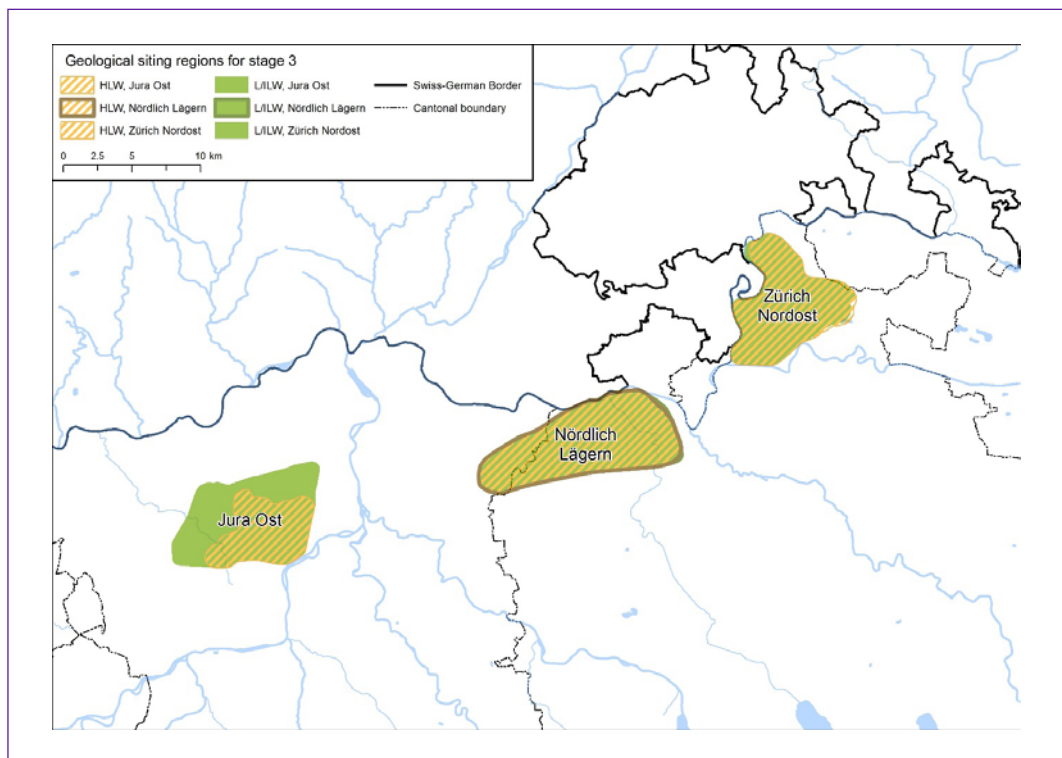 Geological siting regions for stage 3
HLW, Jura Ost
L/ILW, Jura Ost
Swiss-German Border
HLW, Nördlich Lägern
L/ILW, Nördlich Lägern
Cantonal boundary
HLW, Zürich Nordost
L/ILW, Zürich Nordost
0 2.5 5 10 km
Zürich
Nordost
Nördlich
Lägern
Jura Ost